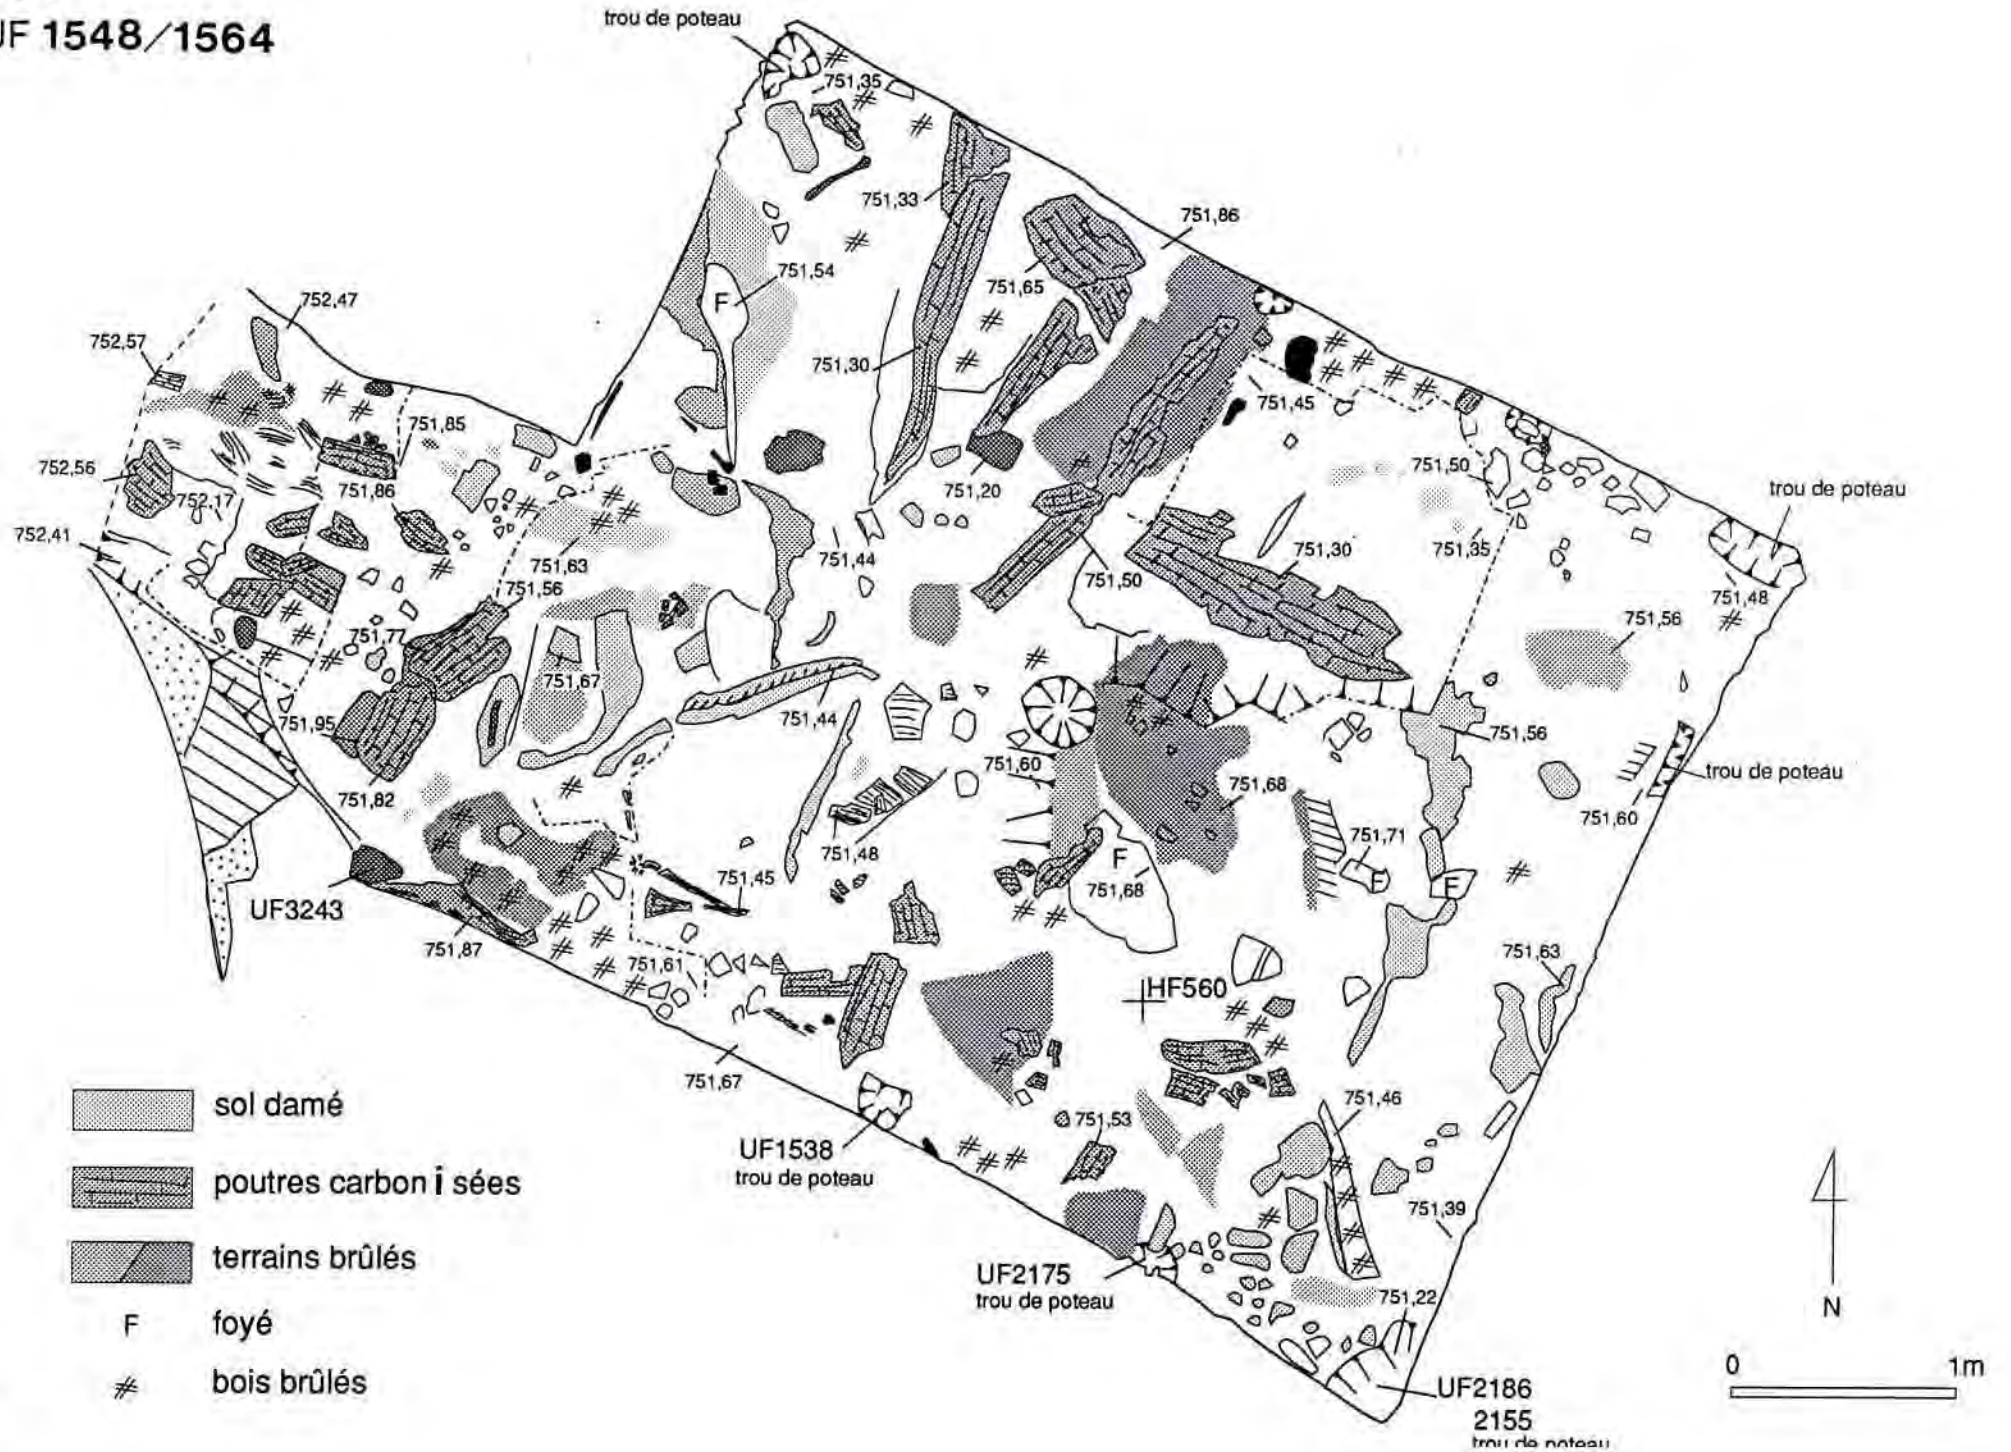 UF 1548/1564
trou de poteau
751,35
751,33
751,86
751,54
751,65
752,47
752,57
751,30
751,45
751,85
752,56
751,86
752,17
751,20
751,50
trou de poteau
752,41
751,63
751,44
751,50
751,30
751,35
751,48
751,56
751,77
751,56
751,67
751,95
751,44
751,60
751,56
751,68
trou de poteau
751,82
751,60
751,71
751,48
F
F
F
F
751,45
751,68
UF3243
751,87
751,61
751,63
HF560
751,67
751,46
sol damé
751,53
UF1538
trou de poteau
poutres carbon i sées
751,39
terrains brûlés
UF2175
trou de poteau
751,22
F foyé
N
bois brûlés
0 1m
UF2186
2155
trou de poteau